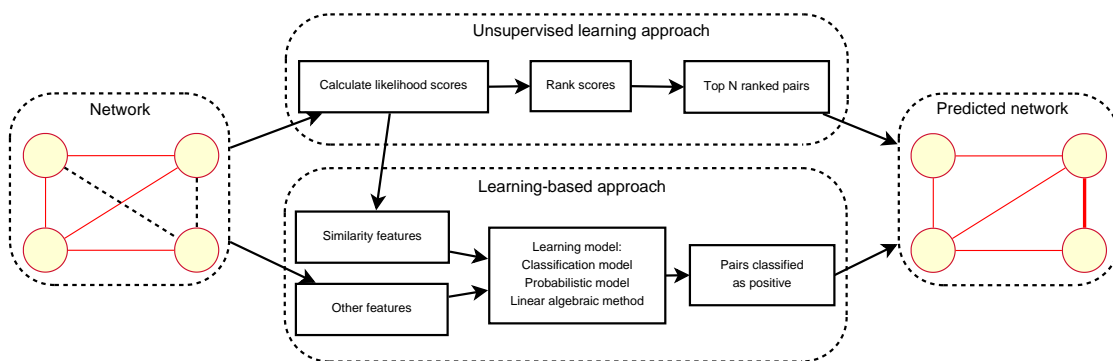 Unsupervised learning approach
Calculate likelihood scores
Rank scores
Top N ranked pairs
Network
Predicted network
Learning-based approach
Similarity features
Other features
Learning model:
Classification model
Probabilistic model
Linear algebraic method
Pairs classified
as positive